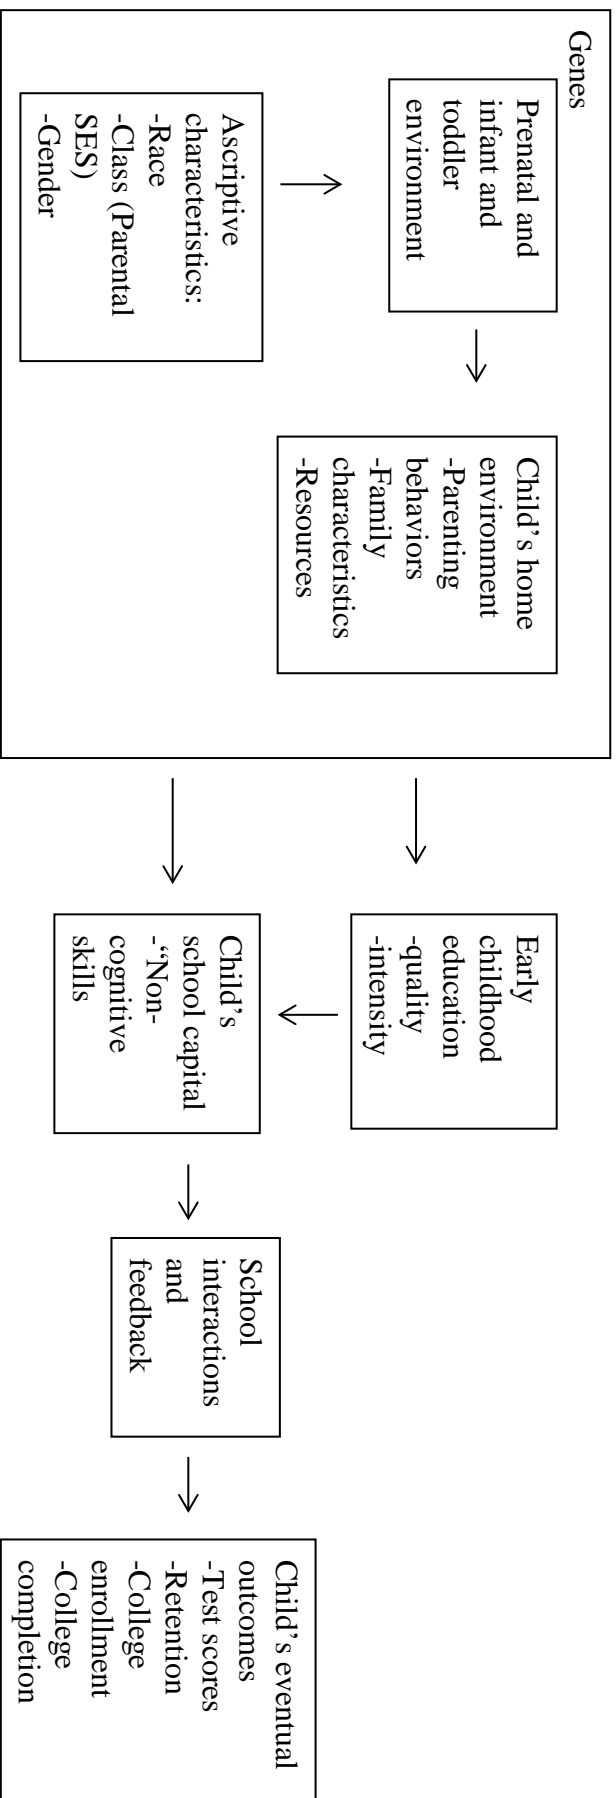 Genes
Prenatal and
infant and
toddler
environment
Ascriptive
characteristics:
-Race
-Class (Parental
SES)
-Gender
Child’s home
environment
-Parenting
behaviors
-Family
characteristics
-Resources
Early
childhood
education
-quality
-intensity
Child’s
school capital
-“Non-
cognitive
skills
School
interactions
and
feedback
Child’s eventual
outcomes
-Test scores
-Retention
-College
enrollment
-College
completion